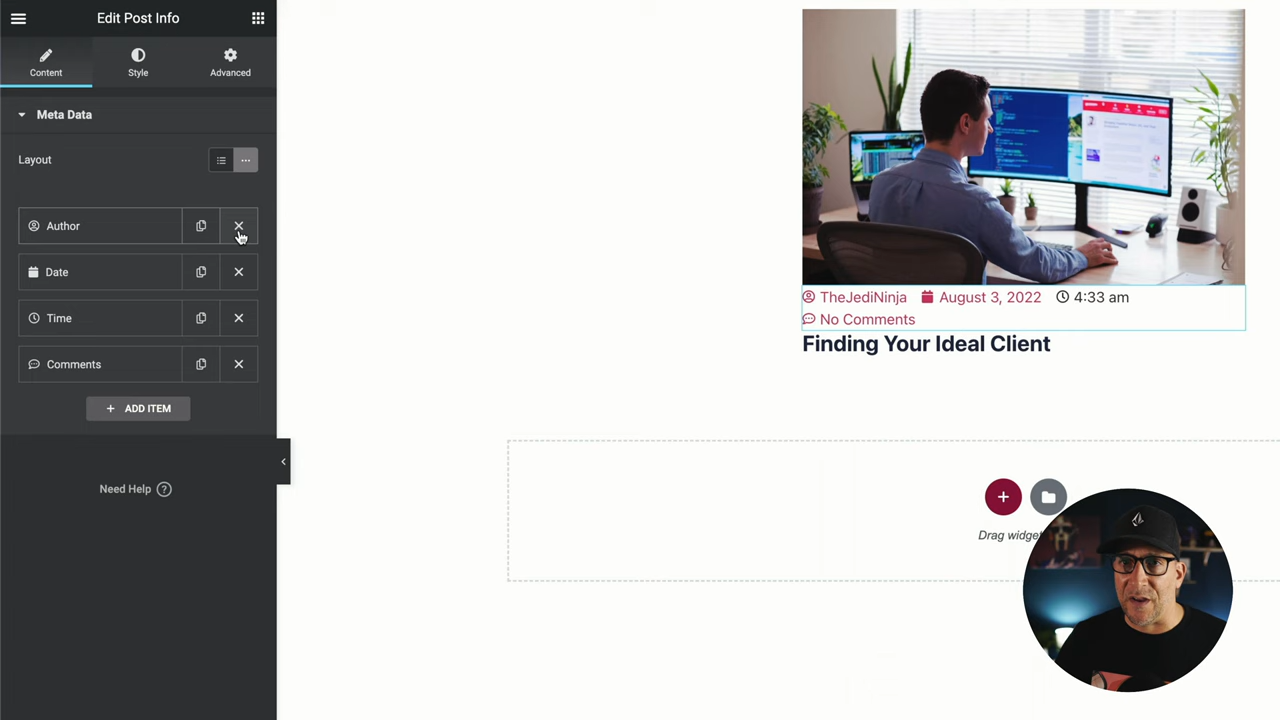 Edit Post Info
Content
Style
Advanced
Meta Data
Layout
Author
Date
Time
Comments
ADD ITEM
Need Help ?
TheJediNinja August 3, 2022 4:33 am
No Comments
Finding Your Ideal Client
Drag widget